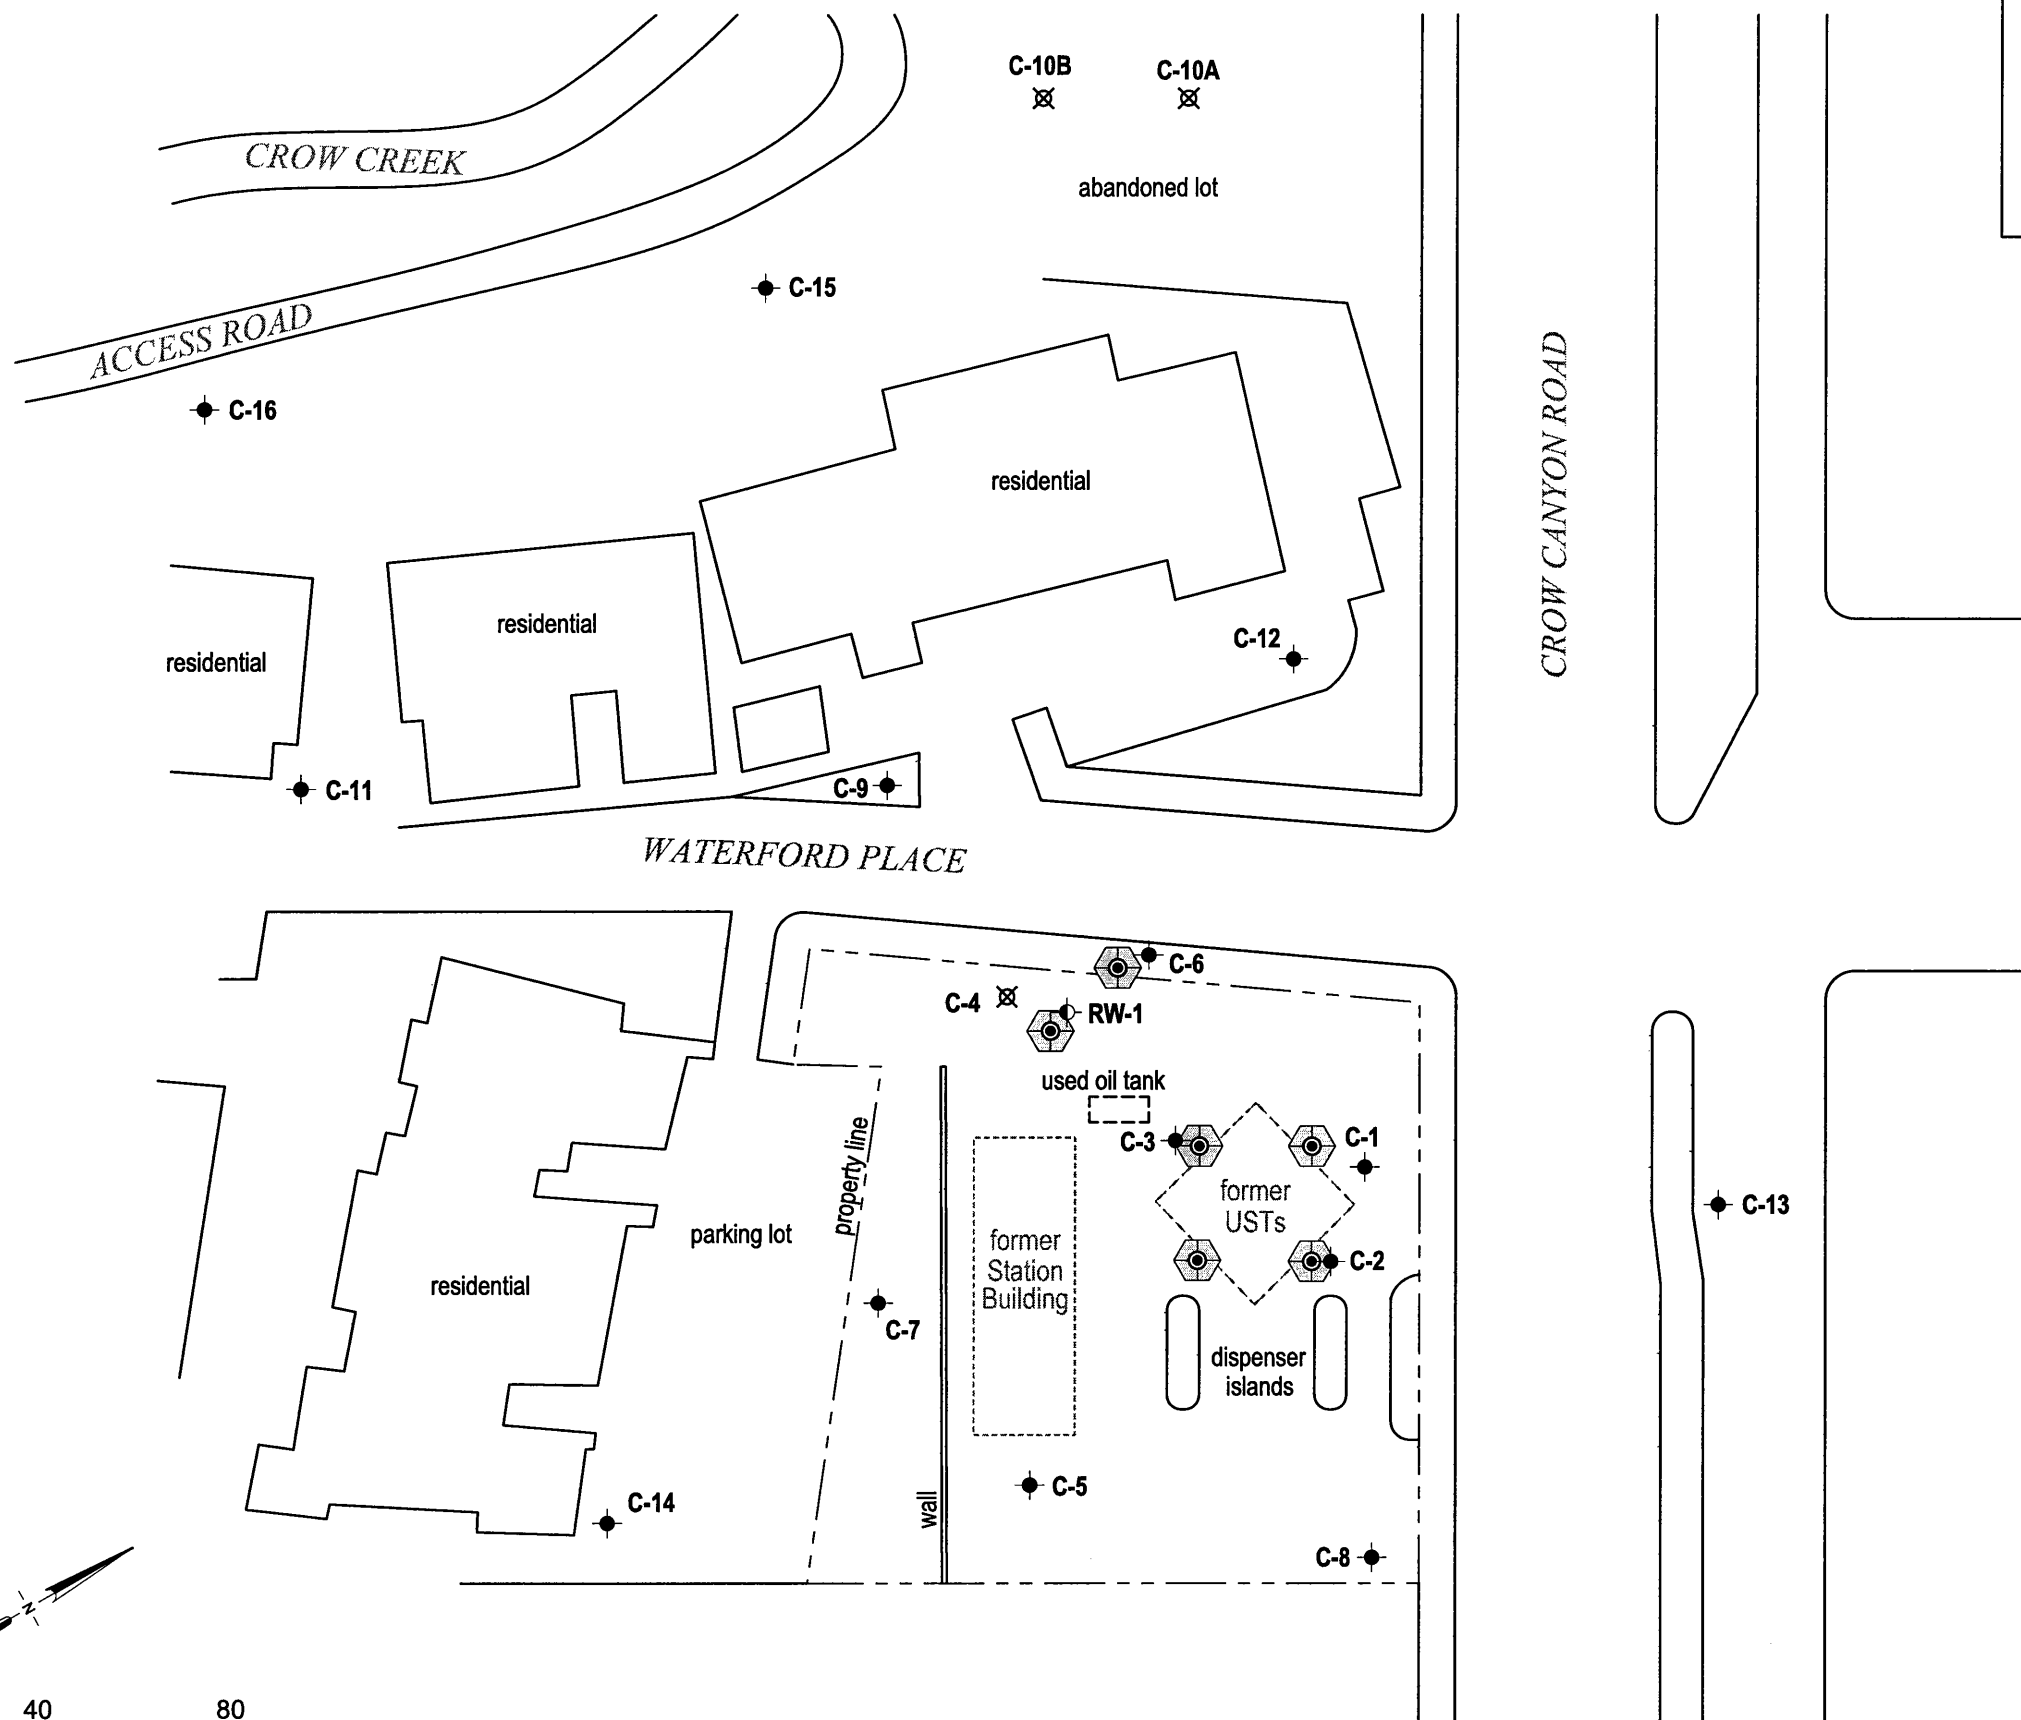 C-10B
C-10A
CROW CREEK
abandoned lot
C-15
ACCESS ROAD
C-16
CROW CANYON ROAD
residential
residential
residential
C-12
C-11
C-9
WATERFORD PLACE
C-6
C-4
RW-1
used oil tank
C-3
C-1
property line
former
USTs
C-13
parking lot
former
Station
Building
C-2
residential
C-7
dispenser
islands
C-5
wall
C-14
C-8
N
40
80